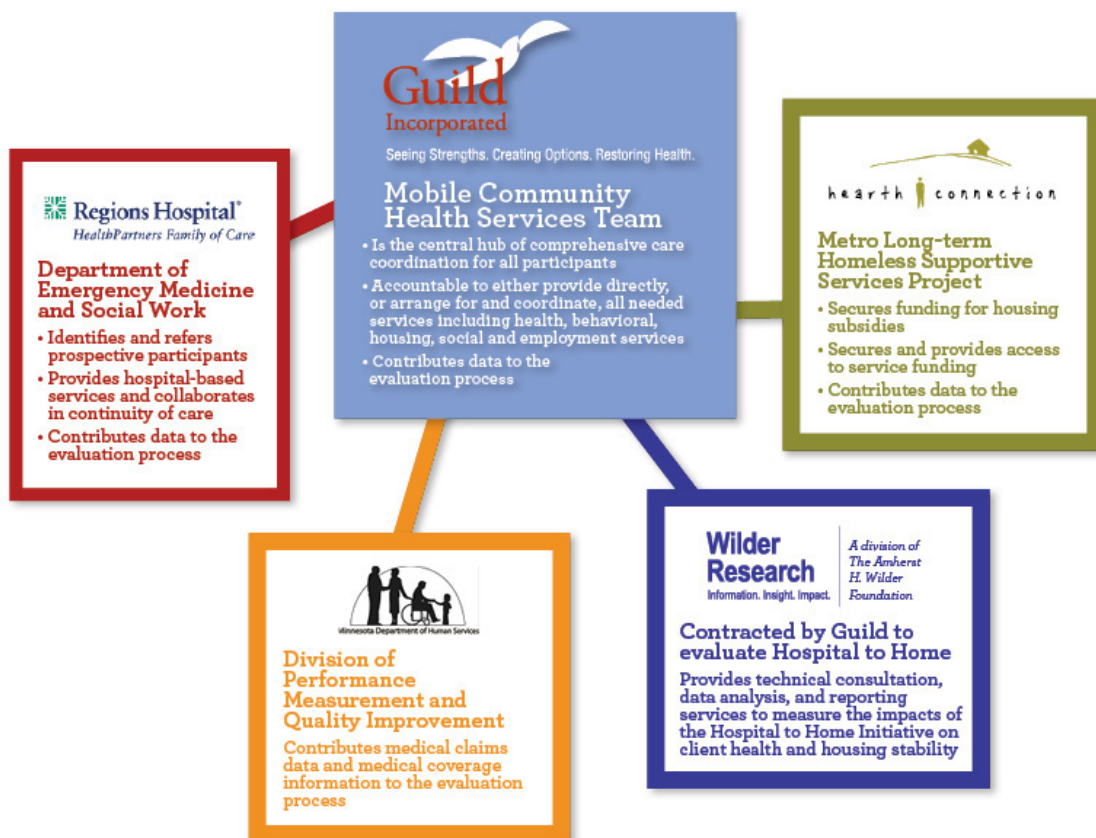 Guild
Incorporated
Seeing Strengths. Creating Options. Restoring Health.
Mobile Community
Health Services Team
• Is the central hub of comprehensive care
coordination for all participants
• Accountable to either provide directly,
or arrange for and coordinate, all needed
services including health, behavioral,
housing, social and employment services
• Contributes data to the
evaluation process
Regions Hospital®
HealthPartners Family of Care
Department of
Emergency Medicine
and Social Work
• Identifies and refers
prospective participants
• Provides hospital-based
services and collaborates
in continuity of care
• Contributes data to the
evaluation process
hearth connection
Metro Long-term
Homeless Supportive
Services Project
• Secures funding for housing
subsidies
• Secures and provides access
to service funding
• Contributes data to the
evaluation process
Minnesota Department of Human Services
Division of
Performance
Measurement and
Quality Improvement
Contributes medical claims
data and medical coverage
information to the evaluation
process
Wilder
Research
Information. Insight. Impact.
A division of
The Amherst
H. Wilder
Foundation
Contracted by Guild to
evaluate Hospital to Home
Provides technical consultation,
data analysis, and reporting
services to measure the impacts of
the Hospital to Home Initiative on
client health and housing stability